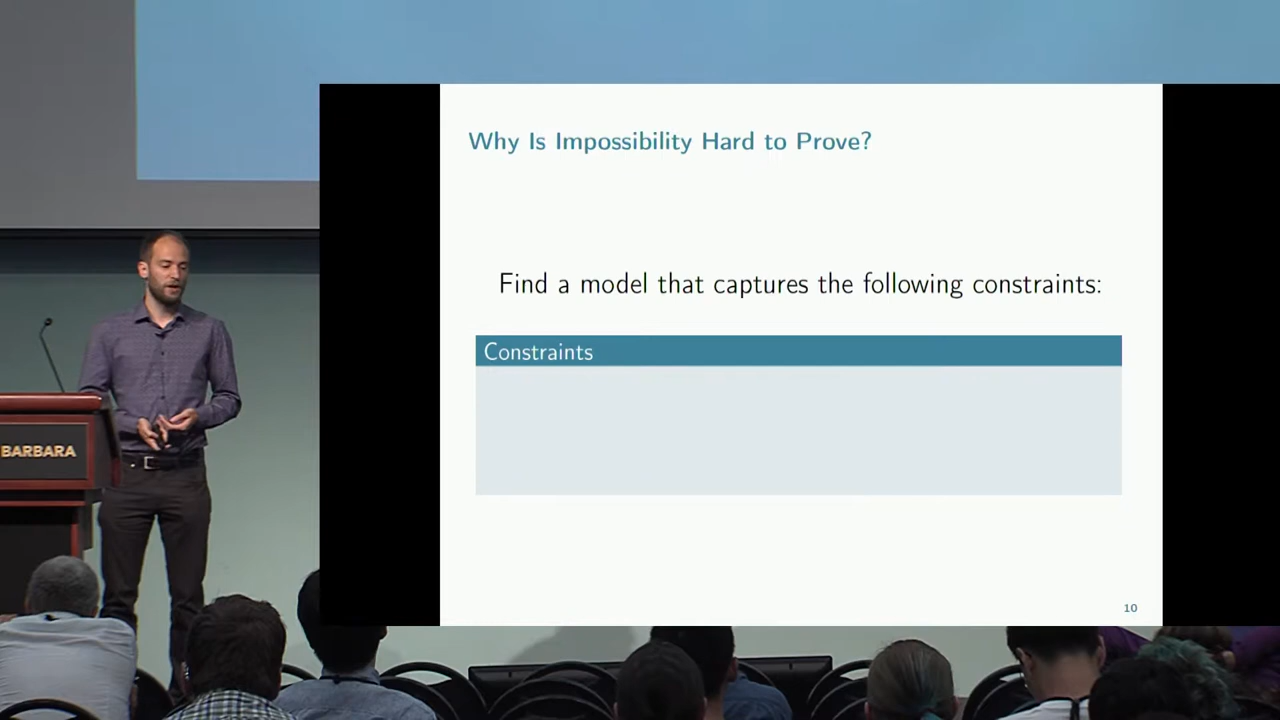 Why Is Impossibility Hard to Prove?
Find a model that captures the following constraints:
Constraints
BARBARA
10